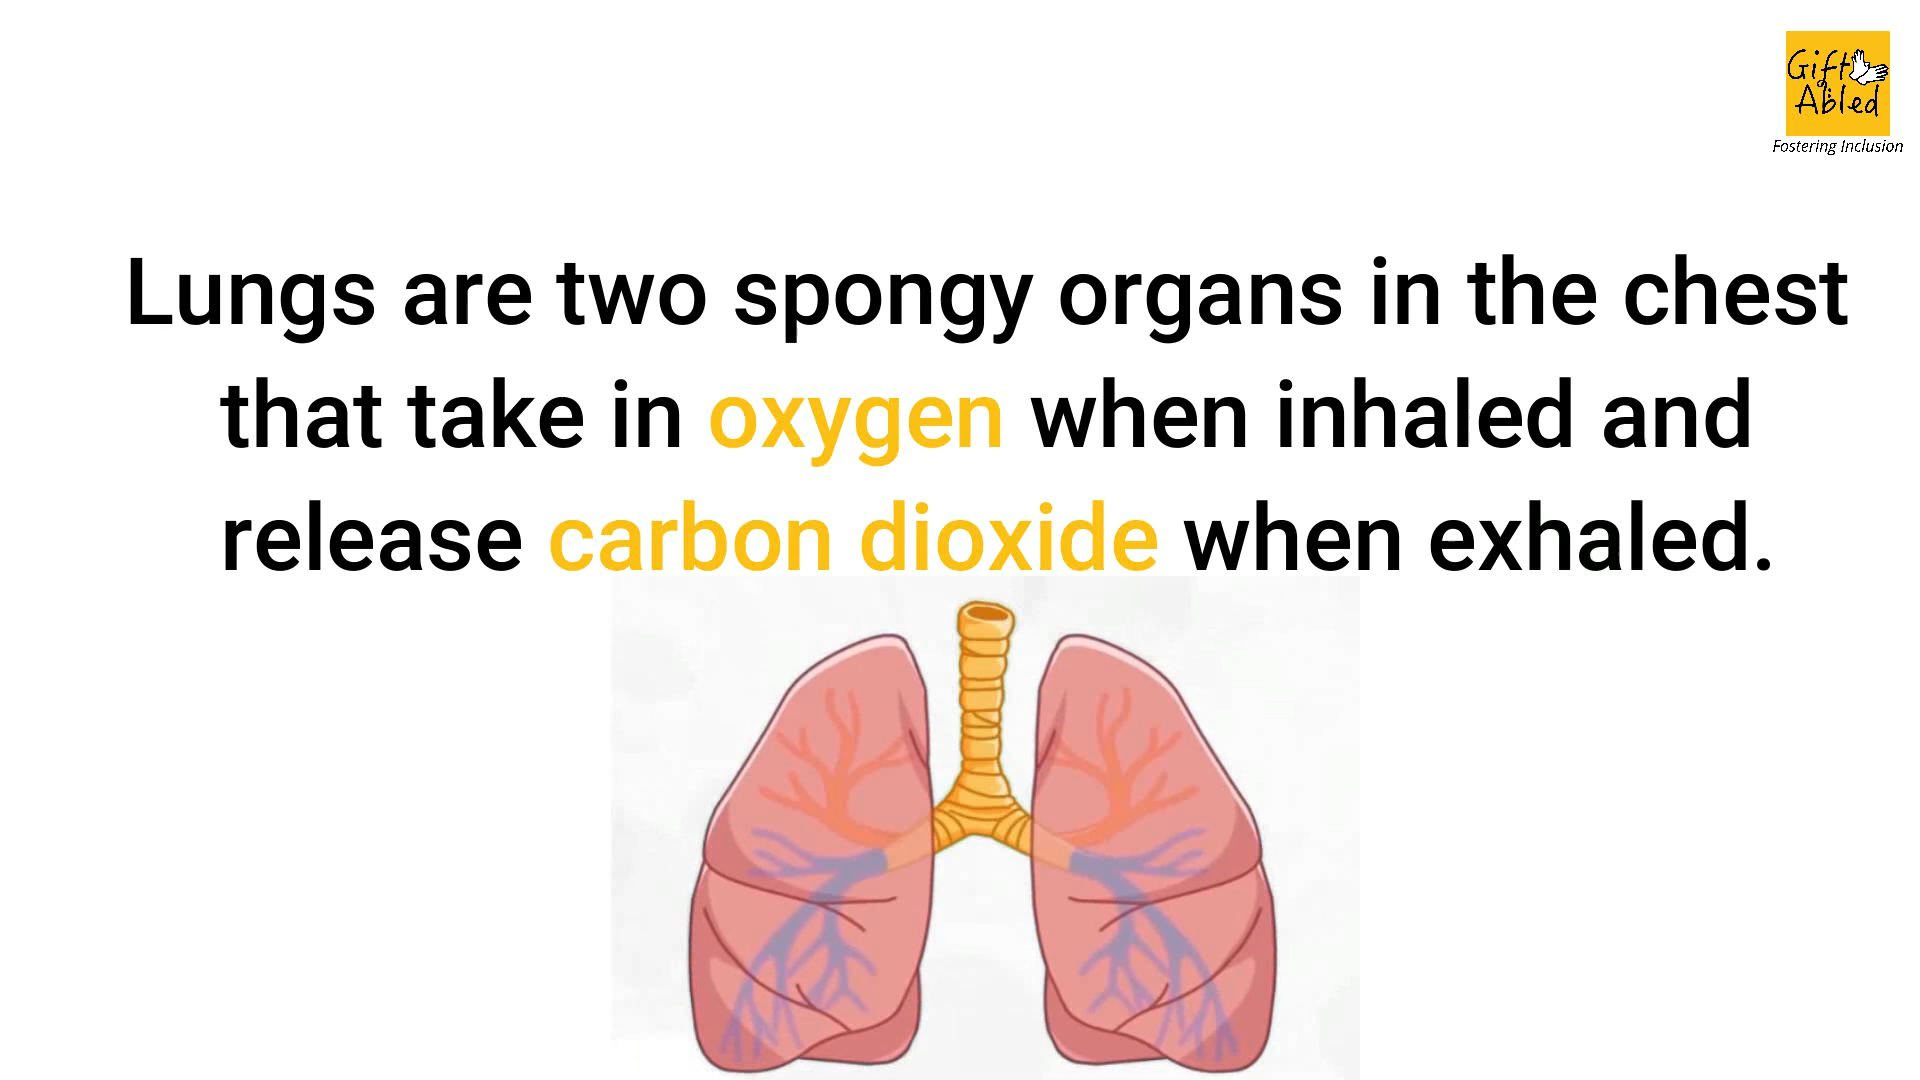 Gift
Abled
Fostering Inclusion
Lungs are two spongy organs in the chest
that take in oxygen when inhaled and
release carbon dioxide when exhaled.